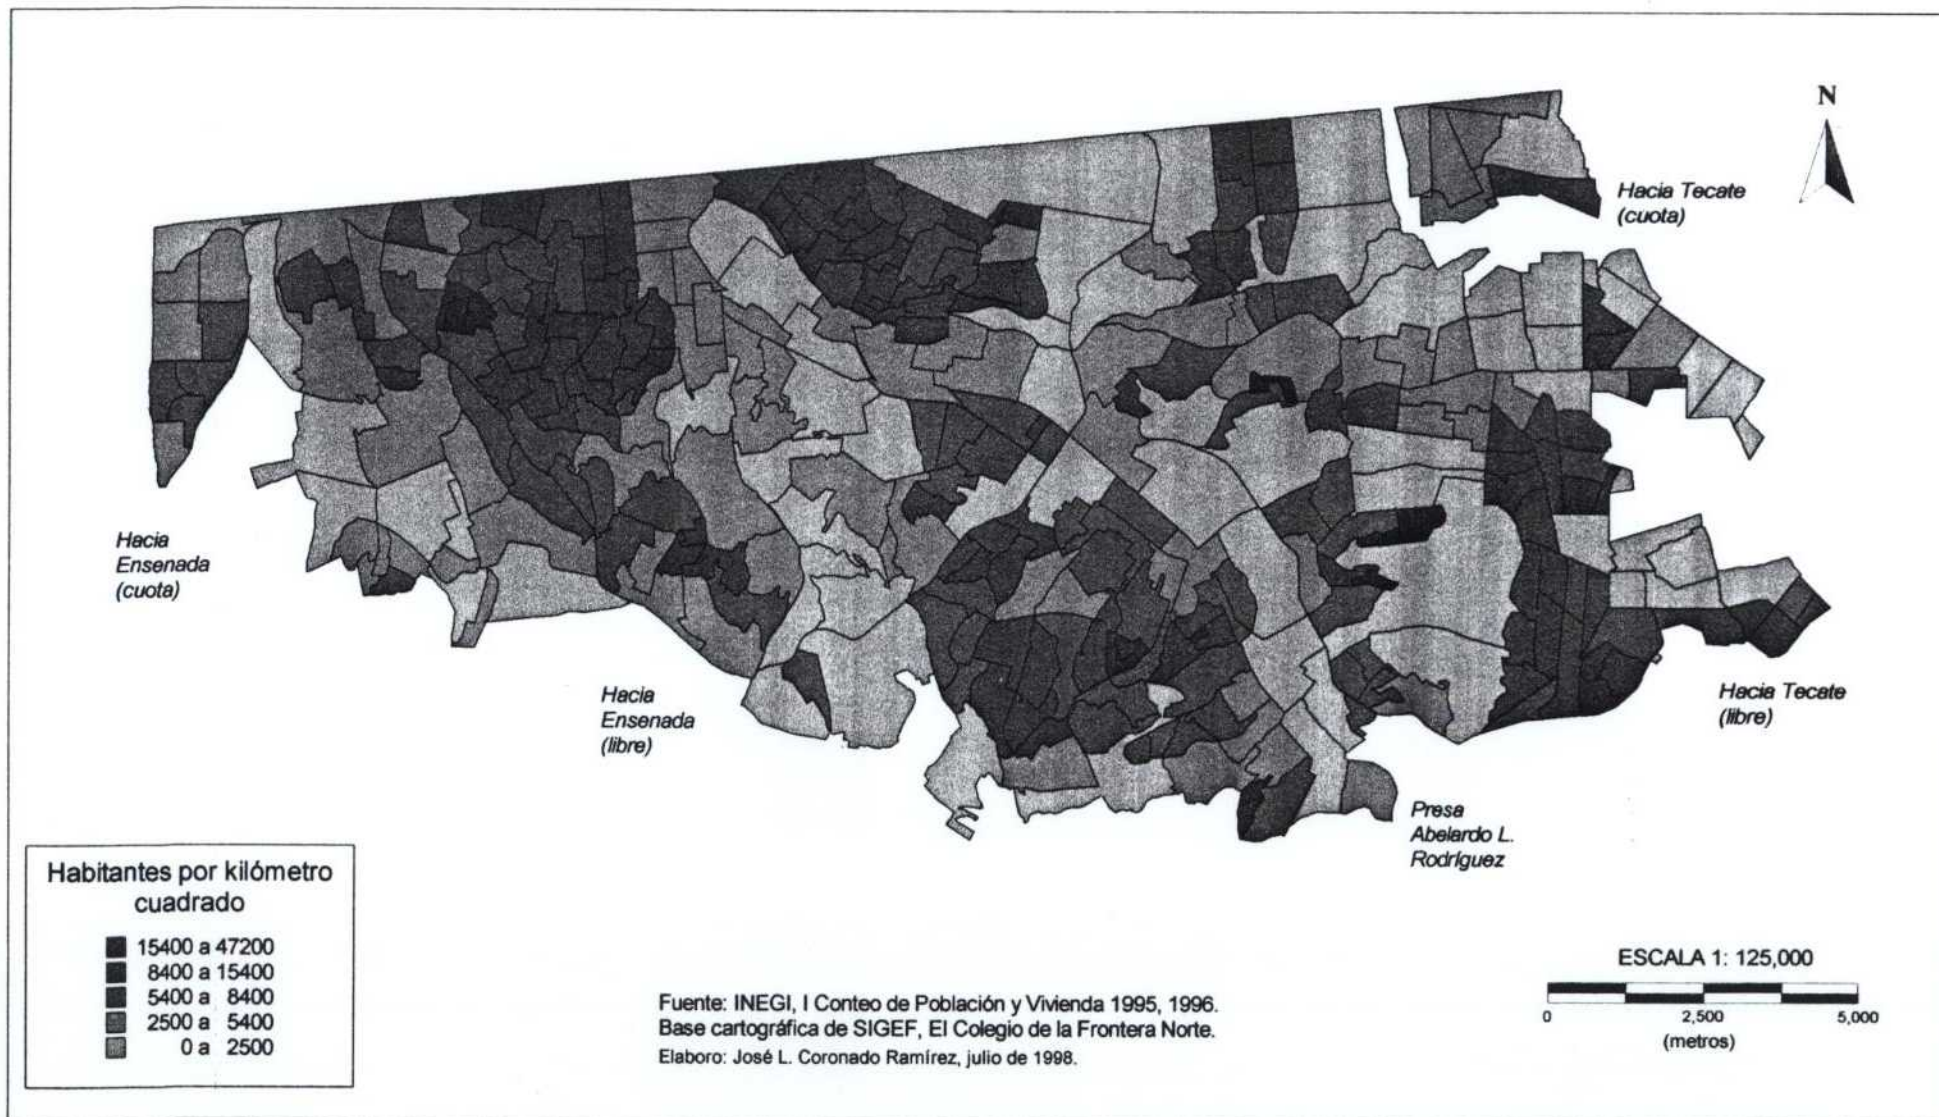 N
Hacia Tecate
(cuota)
Hacia
Ensenada
(cuota)
Hacia
Ensenada
(libre)
Hacia Tecate
(libre)
Presa
Abelardo L.
Rodríguez
Habitantes por kilómetro
cuadrado
15400 a 47200
8400 a 15400
5400 a 8400
2500 a 5400
0 a 2500
Fuente: INEGI, I Conteo de Población y Vivienda 1995, 1996.
Base cartográfica de SIGEF, El Colegio de la Frontera Norte.
Elaboro: José L. Coronado Ramírez, julio de 1998.
ESCALA 1: 125,000
0 2,500 5,000
(metros)